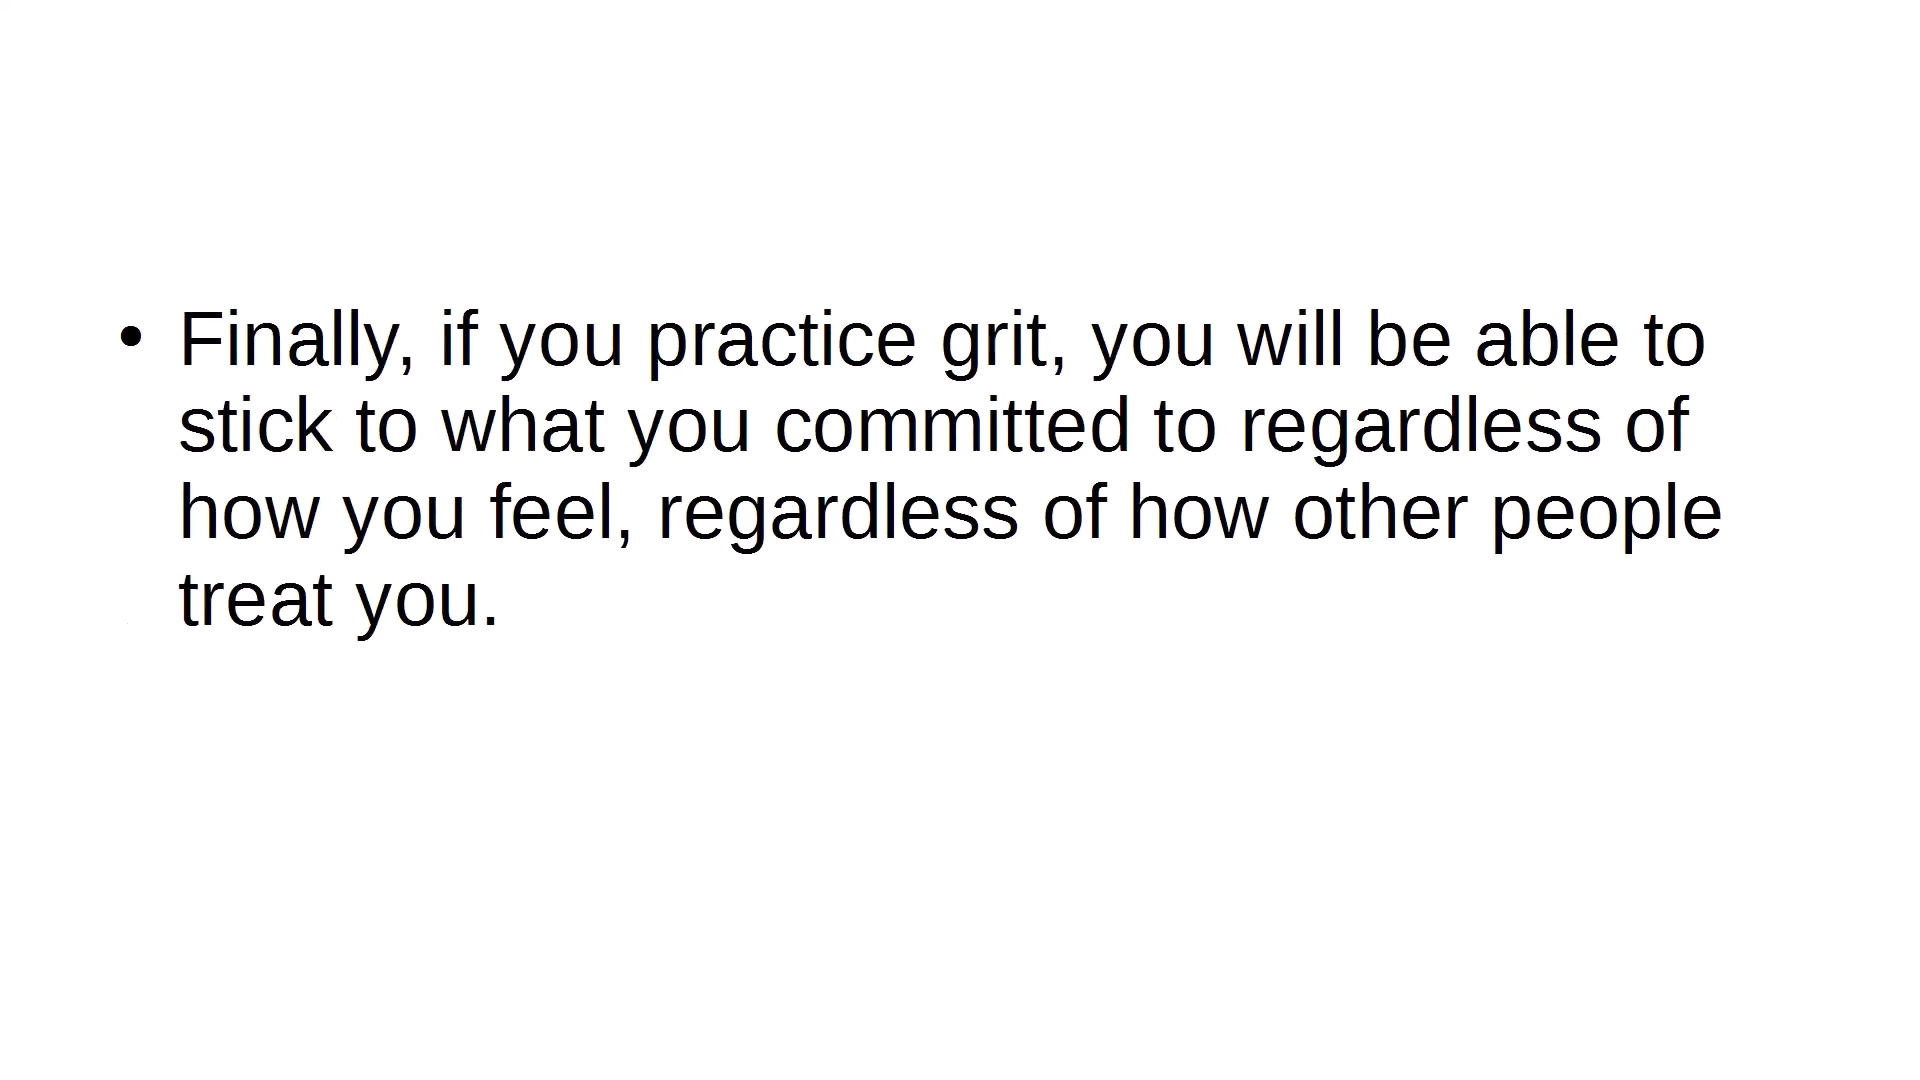 • Finally, if you practice grit, you will be able to
stick to what you committed to regardless of
how you feel, regardless of how other people
treat you.